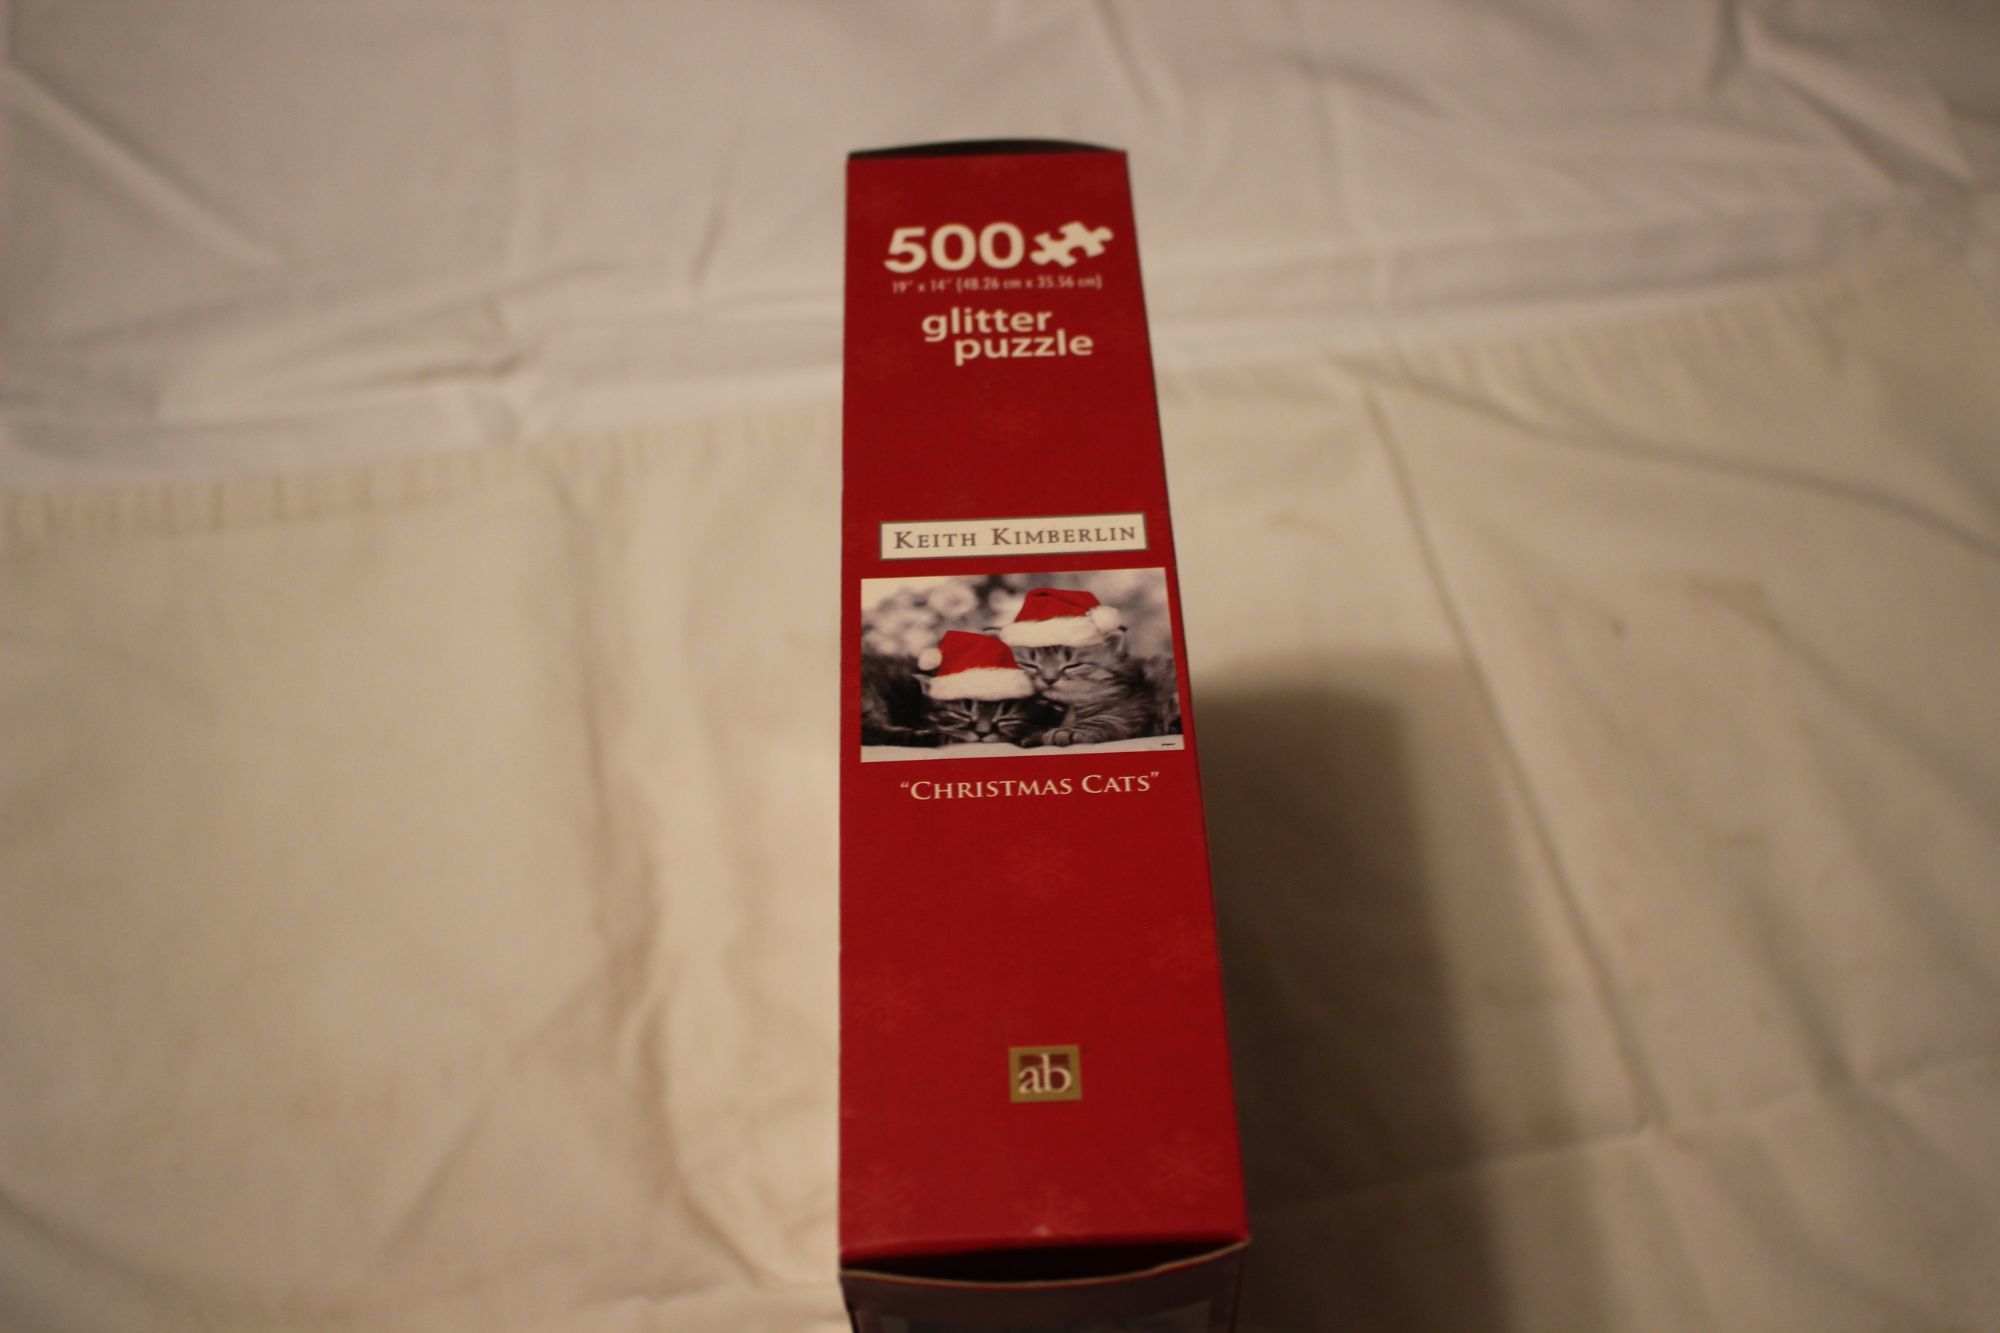 500
19" x 14" (48.26 cm x 35.56 cm)
glitter
puzzle
KEITH KIMBERLIN
“CHRISTMAS CATS”
ab